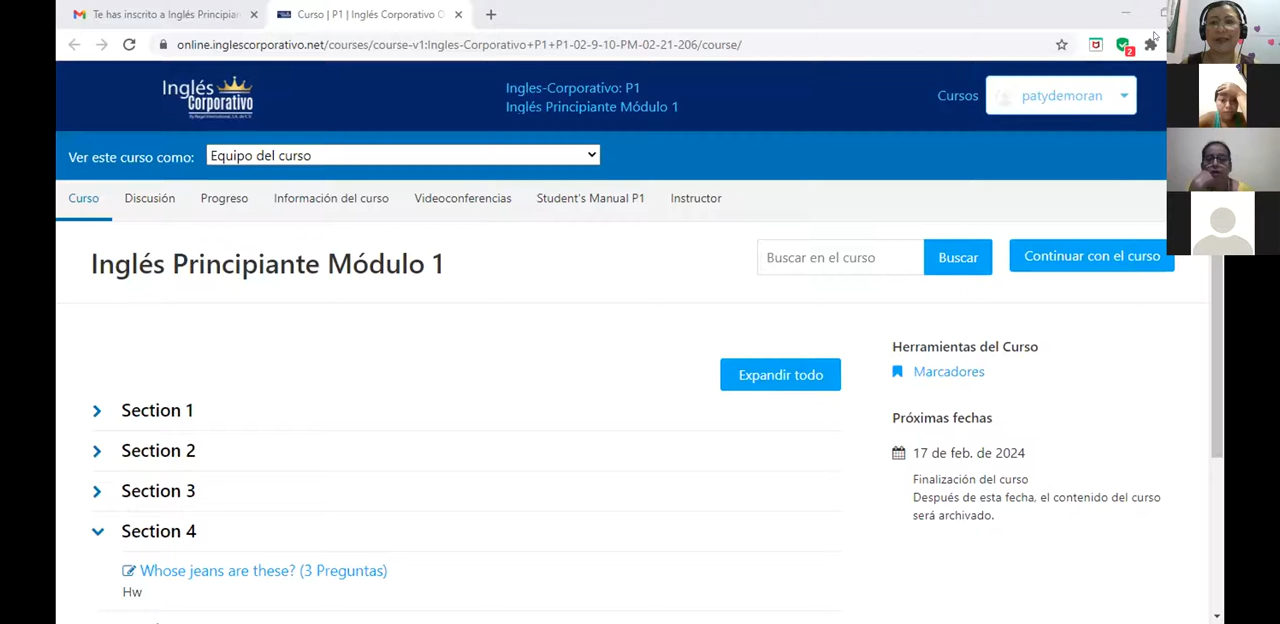 Te has inscrito a Inglés Principian
Curso | P1 | Inglés Corporativo O
online.inglescorporativo.net/courses/course-v1:Ingles-Corporativo+P1+P1-02-9-10-PM-02-21-206/course/
2
Inglés
Corporativo
Ingles-Corporativo: P1
Inglés Principiante Módulo 1
Cursos
patydemoran
Ver este curso como:
Equipo del curso
Curso
Discusión
Progreso
Información del curso
Videoconferencias
Student's Manual P1
Instructor
Inglés Principiante Módulo 1
Buscar en el curso
Buscar
Continuar con el curso
Herramientas del Curso
Marcadores
Expandir todo
Próximas fechas
Section 1
Section 2
17 de feb. de 2024
Finalización del curso
Después de esta fecha, el contenido del curso
será archivado.
Section 3
Section 4
Whose jeans are these? (3 Preguntas)
Hw